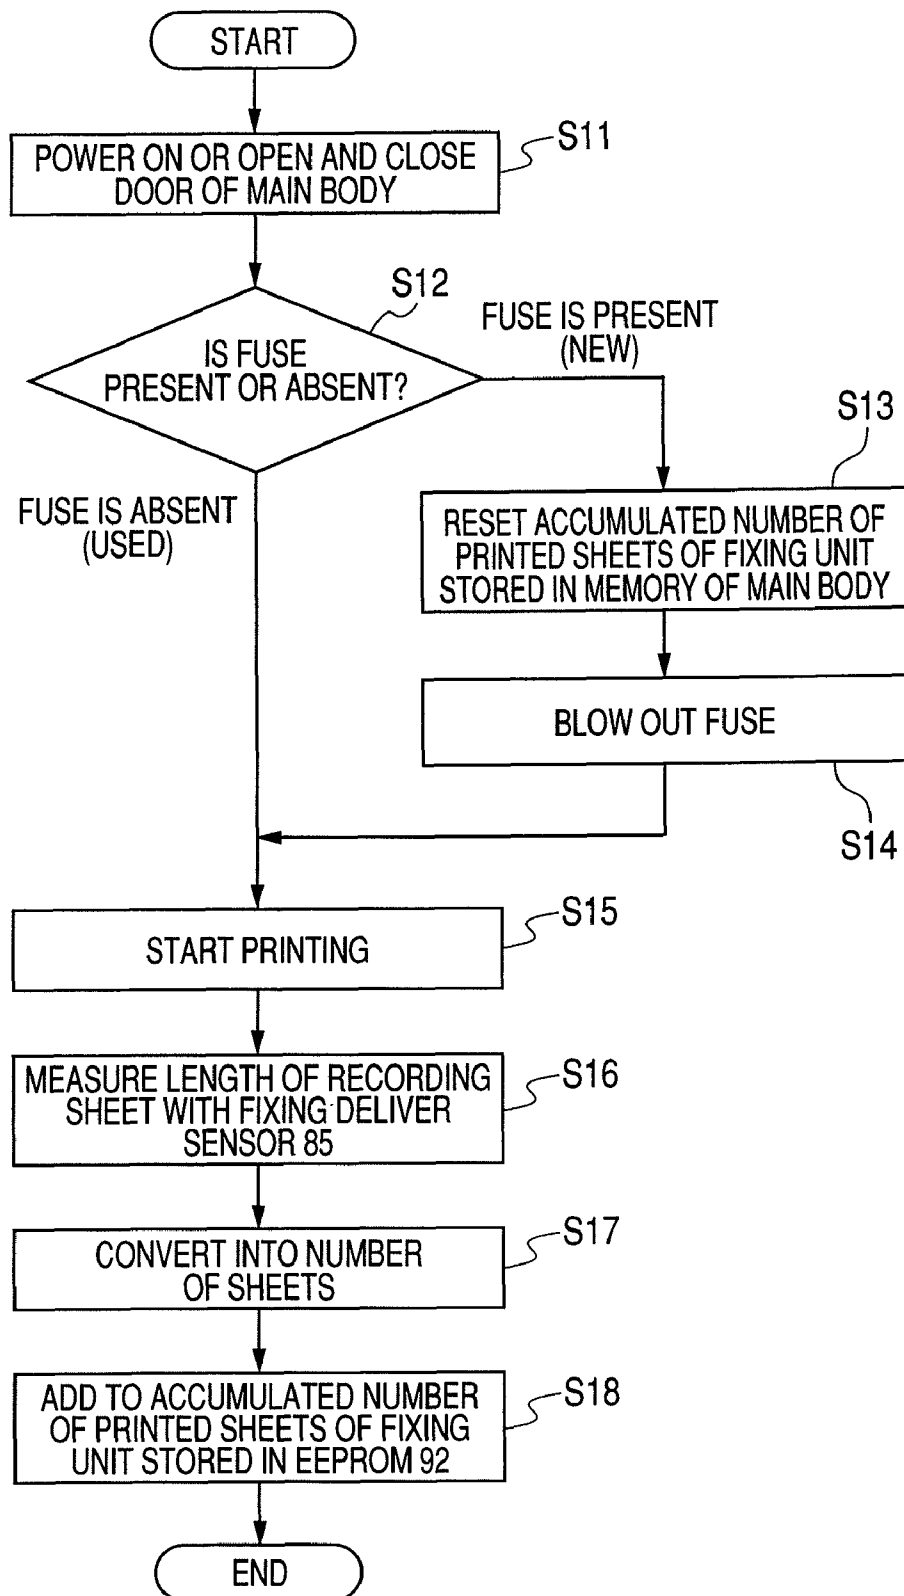 START
S11
POWER ON OR OPEN AND CLOSE
DOOR OF MAIN BODY
S12
IS FUSE
PRESENT OR ABSENT?
FUSE IS PRESENT
(NEW)
S13
FUSE IS ABSENT
(USED)
RESET ACCUMULATED NUMBER OF
PRINTED SHEETS OF FIXING UNIT
STORED IN MEMORY OF MAIN BODY
BLOW OUT FUSE
S14
S15
START PRINTING
S16
MEASURE LENGTH OF RECORDING
SHEET WITH FIXING DELIVER
SENSOR 85
S17
CONVERT INTO NUMBER
OF SHEETS
S18
ADD TO ACCUMULATED NUMBER
OF PRINTED SHEETS OF FIXING
UNIT STORED IN EEPROM 92
END